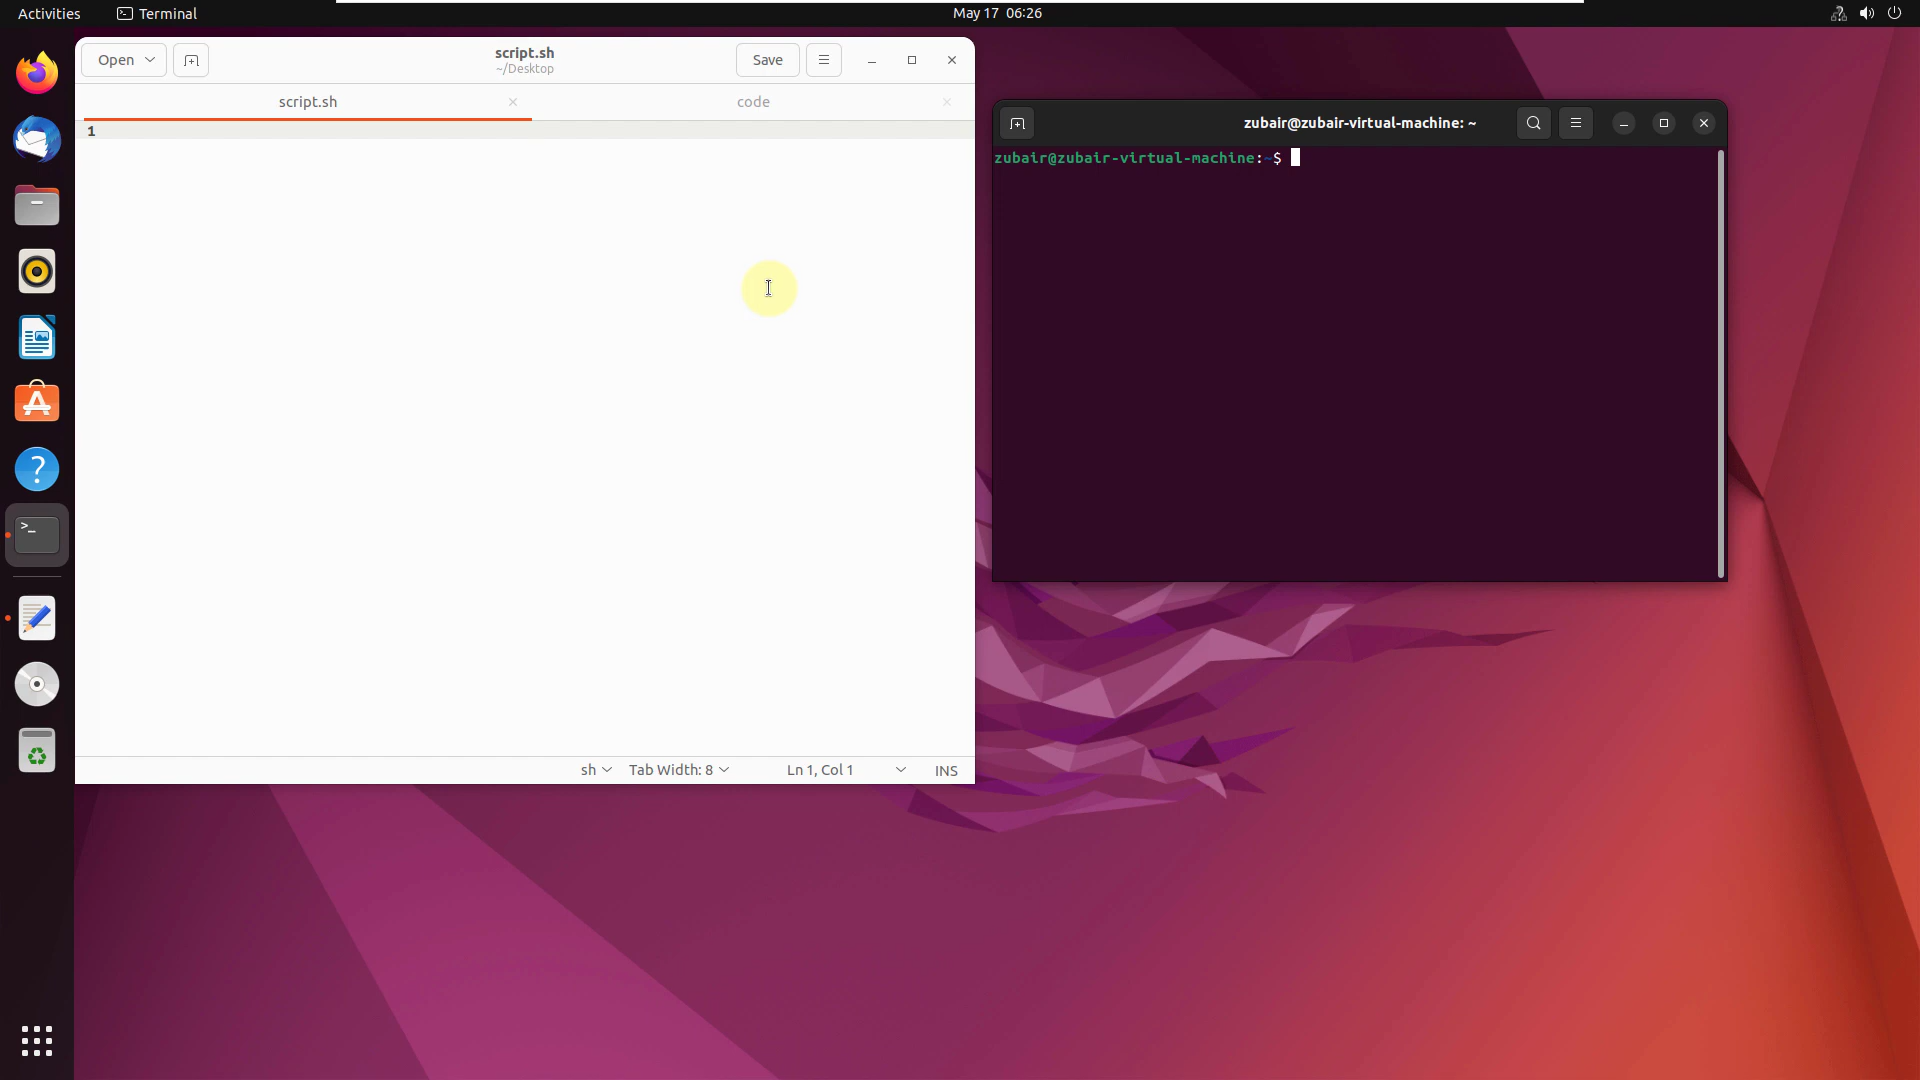 Activities
Terminal
May 17 06:26
Open
script.sh
~/Desktop
Save
script.sh
code
1
zubair@zubair-virtual-machine: ~
zubair@zubair-virtual-machine:~$
sh
Tab Width: 8
Ln 1, Col 1
INS